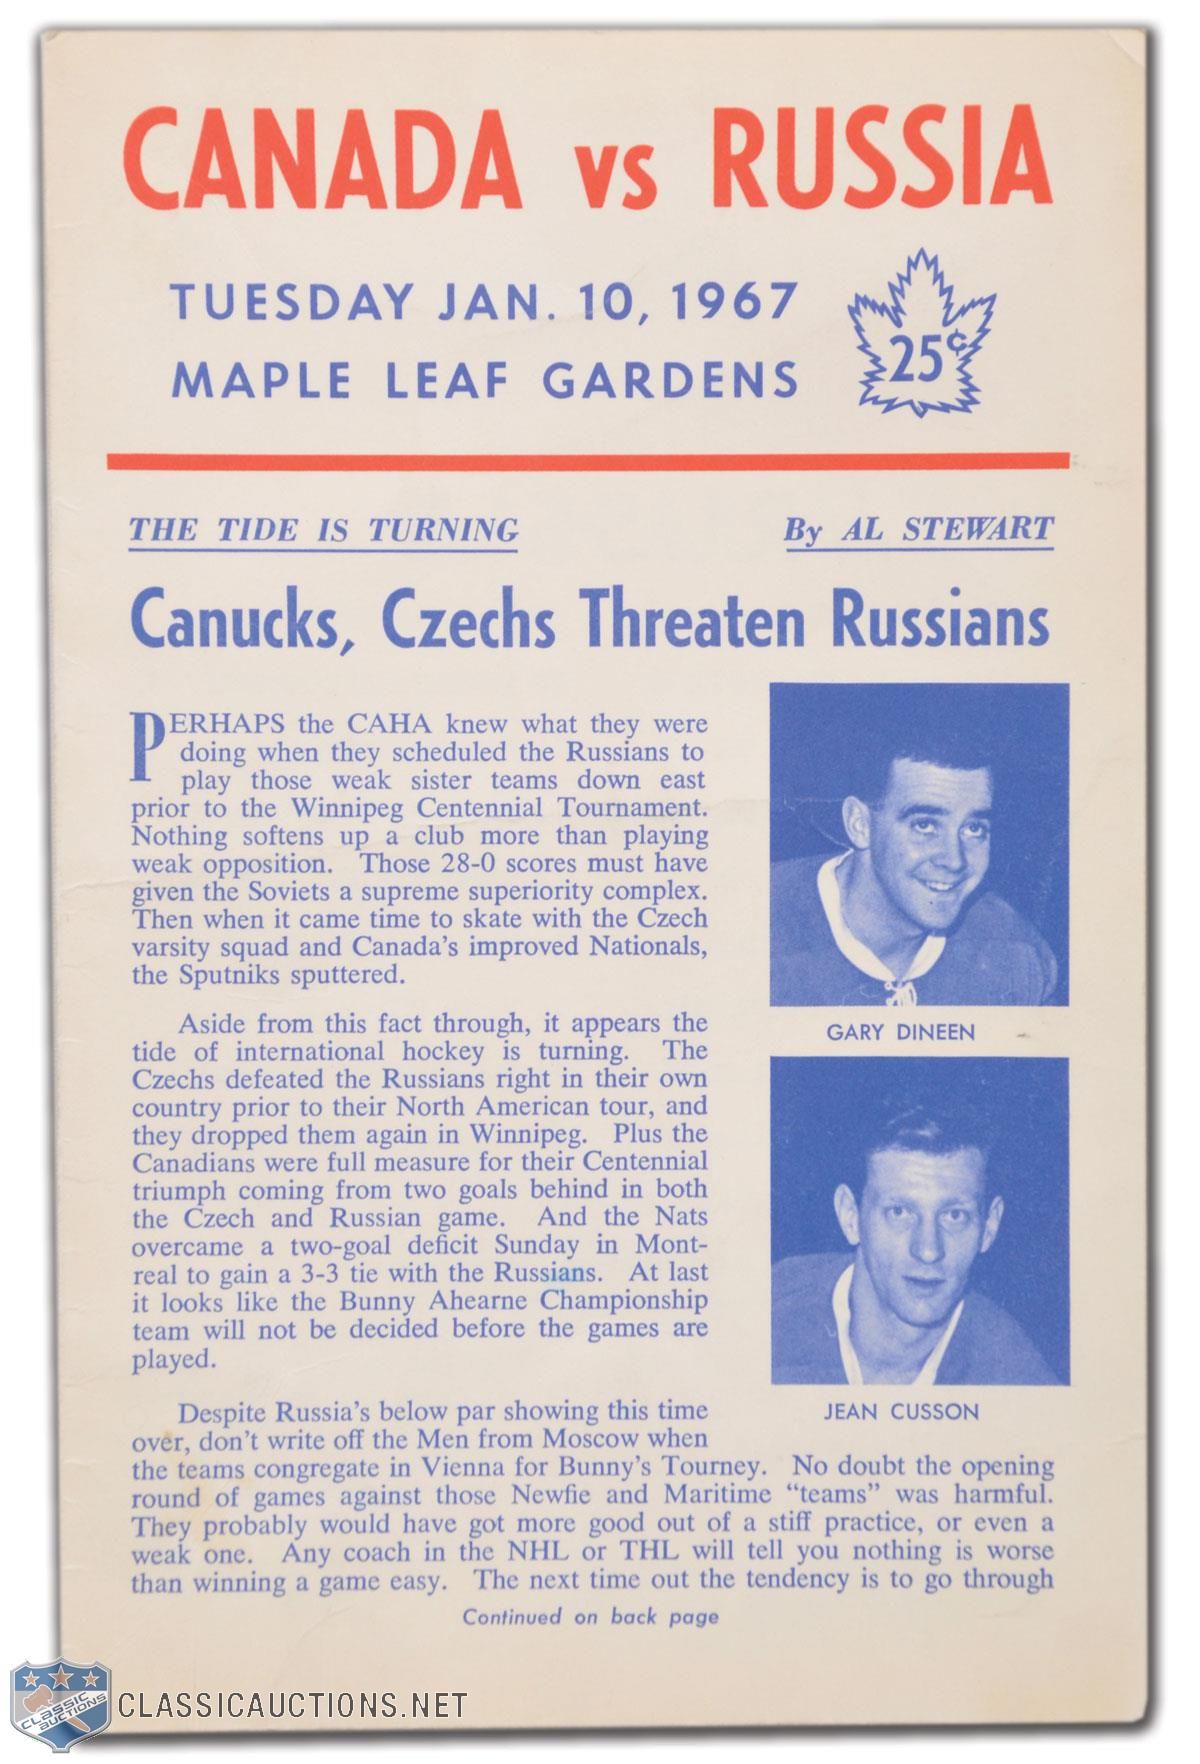 CANADA vs RUSSIA
TUESDAY JAN. 10, 1967
MAPLE LEAF GARDENS
25¢
THE TIDE IS TURNING
By AL STEWART
Canucks, Czechs Threaten Russians
PERHAPS the CAHA knew what they were
doing when they scheduled the Russians to
play those weak sister teams down east
prior to the Winnipeg Centennial Tournament.
Nothing softens up a club more than playing
weak opposition. Those 28-0 scores must have
given the Soviets a supreme superiority complex.
Then when it came time to skate with the Czech
varsity squad and Canada's improved Nationals,
the Sputniks sputtered.
Aside from this fact through, it appears the
tide of international hockey is turning. The
Czechs defeated the Russians right in their own
country prior to their North American tour, and
they dropped them again in Winnipeg. Plus the
Canadians were full measure for their Centennial
triumph coming from two goals behind in both
the Czech and Russian game. And the Nats
overcame a two-goal deficit Sunday in Mont-
real to gain a 3-3 tie with the Russians. At last
it looks like the Bunny Ahearne Championship
team will not be decided before the games are
played.
GARY DINEEN
JEAN CUSSON
Despite Russia's below par showing this time
over, don't write off the Men from Moscow when
the teams congregate in Vienna for Bunny's Tourney. No doubt the opening
round of games against those Newfie and Maritime "teams" was harmful.
They probably would have got more good out of a stiff practice, or even a
weak one. Any coach in the NHL or THL will tell you nothing is worse
than winning a game easy. The next time out the tendency is to go through
Continued on back page
CLASSIC AUCTIONS
CLASSICAUCTIONS.NET